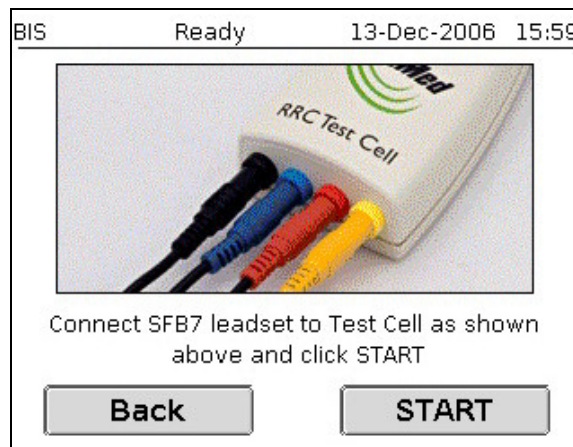 BIS Ready 13-Dec-2006 15:59
RRC Test Cell
Connect SFB7 leadset to Test Cell as shown
above and click START
Back START